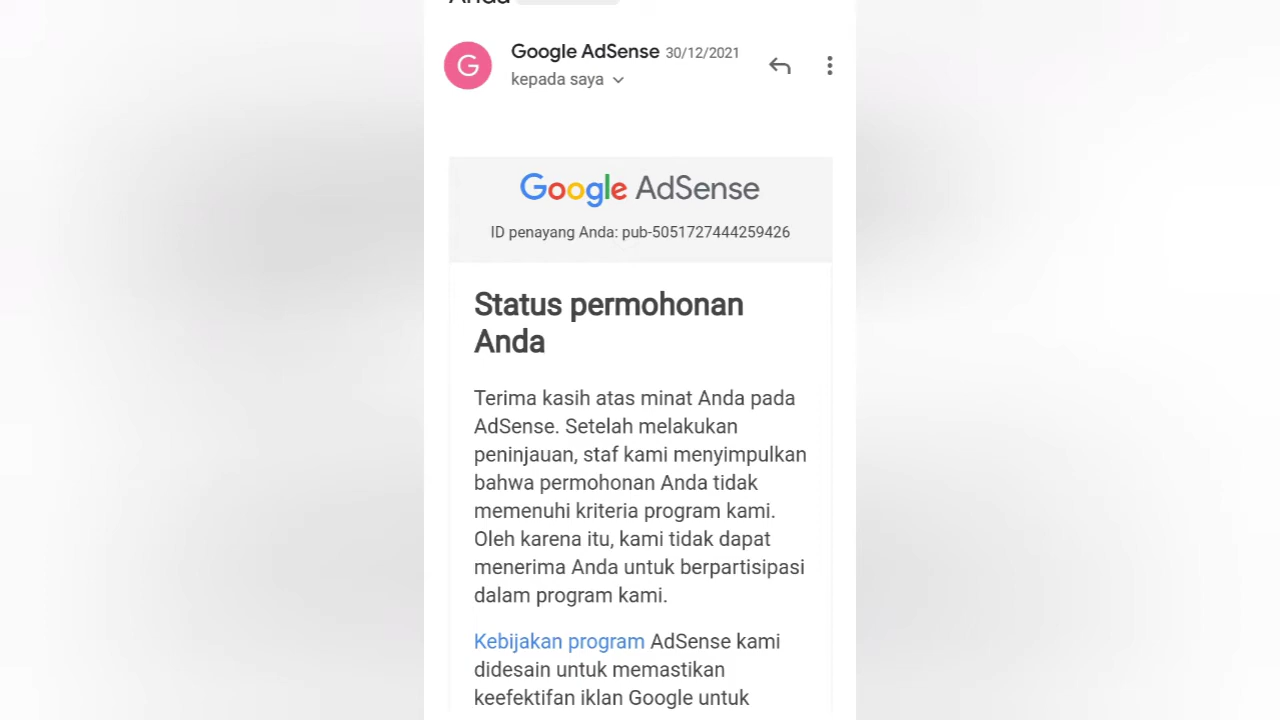 Anda
Google AdSense 30/12/2021
kepada saya
G
Google AdSense
ID penayang Anda: pub-5051727444259426
Status permohonan
Anda
Terima kasih atas minat Anda pada
AdSense. Setelah melakukan
peninjauan, staf kami menyimpulkan
bahwa permohonan Anda tidak
memenuhi kriteria program kami.
Oleh karena itu, kami tidak dapat
menerima Anda untuk berpartisipasi
dalam program kami.
Kebijakan program AdSense kami
didesain untuk memastikan
keefektifan iklan Google untuk